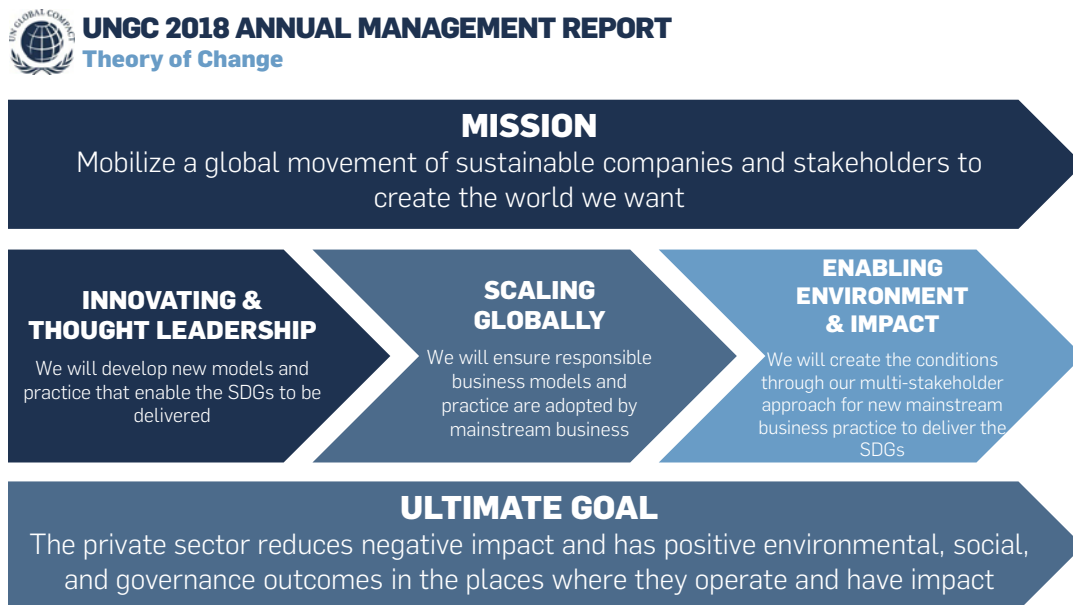 UN GLOBAL COMPACT
UNGC 2018 ANNUAL MANAGEMENT REPORT
Theory of Change
MISSION
Mobilize a global movement of sustainable companies and stakeholders to
create the world we want
INNOVATING &
THOUGHT LEADERSHIP
We will develop new models and
practice that enable the SDGs to be
delivered
SCALING
GLOBALLY
We will ensure responsible
business models and
practice are adopted by
mainstream business
ENABLING
ENVIRONMENT
& IMPACT
We will create the conditions
through our multi-stakeholder
approach for new mainstream
business practice to deliver the
SDGs
ULTIMATE GOAL
The private sector reduces negative impact and has positive environmental, social,
and governance outcomes in the places where they operate and have impact